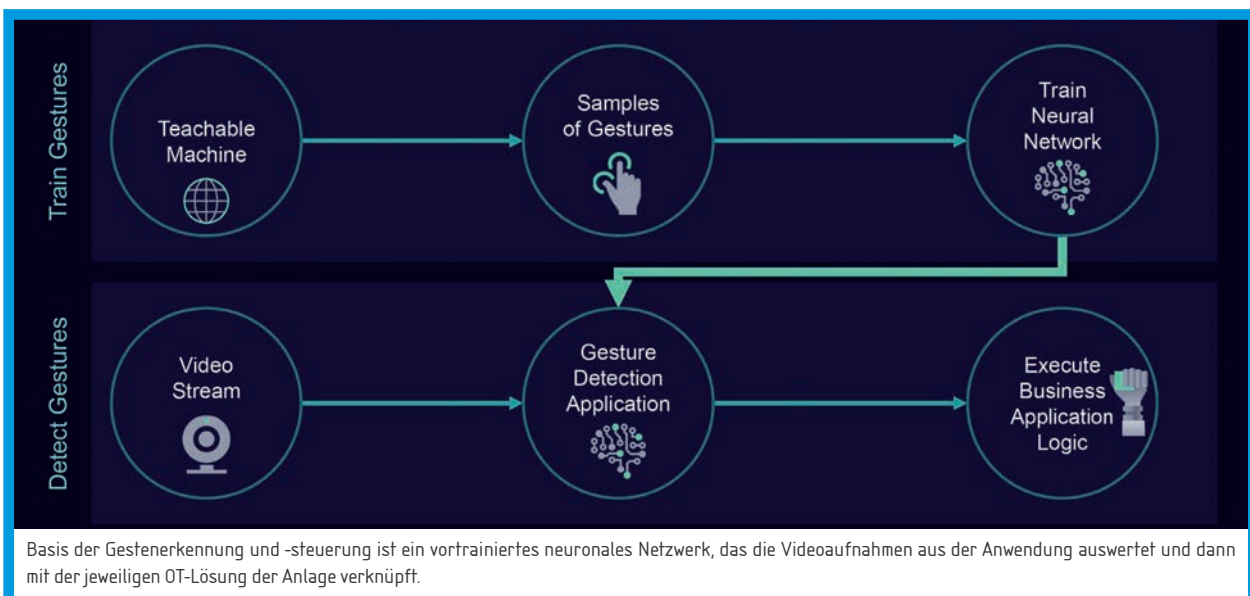 Train Gestures
Teachable
Machine
Samples
of Gestures
Train
Neural
Network
Detect Gestures
Video
Stream
Gesture
Detection
Application
Execute
Business
Application
Logic
Basis der Gestenerkennung und -steuerung ist ein vortrainiertes neuronales Netzwerk, das die Videoaufnahmen aus der Anwendung auswertet und dann
mit der jeweiligen OT-Lösung der Anlage verknüpft.